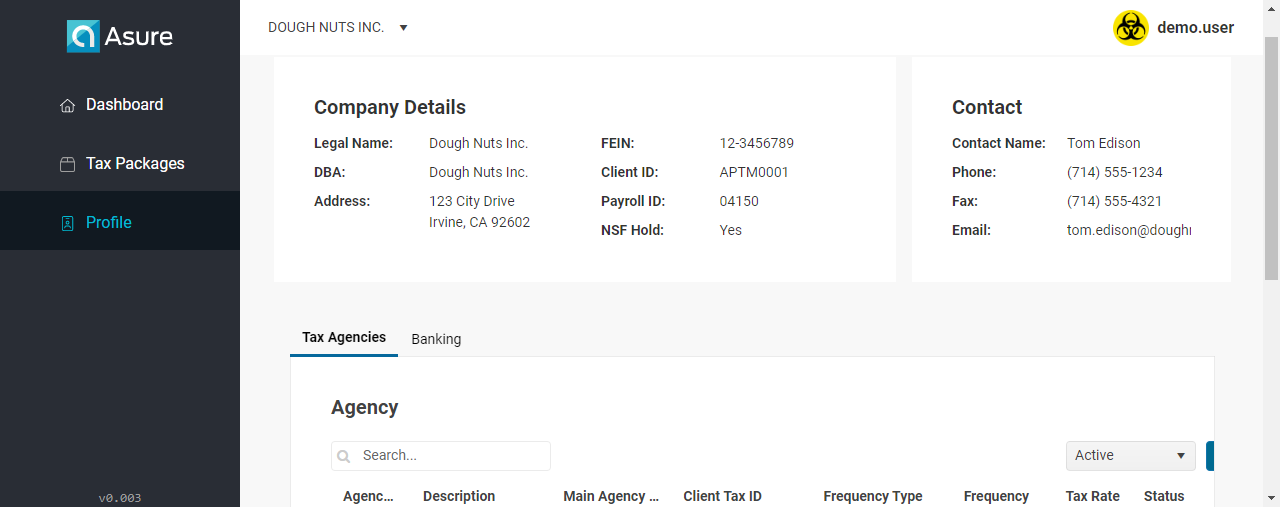 Asure
Dashboard
Tax Packages
Profile
v0.003
DOUGH NUTS INC.
demo.user
Company Details
Legal Name: Dough Nuts Inc.
DBA: Dough Nuts Inc.
Address: 123 City Drive
Irvine, CA 92602
FEIN: 12-3456789
Client ID: APTM0001
Payroll ID: 04150
NSF Hold: Yes
Contact
Contact Name: Tom Edison
Phone: (714) 555-1234
Fax: (714) 555-4321
Email: tom.edison@doughn
Tax Agencies Banking
Agency
Search... Active
Agenc... Description Main Agency ... Client Tax ID Frequency Type Frequency Tax Rate Status